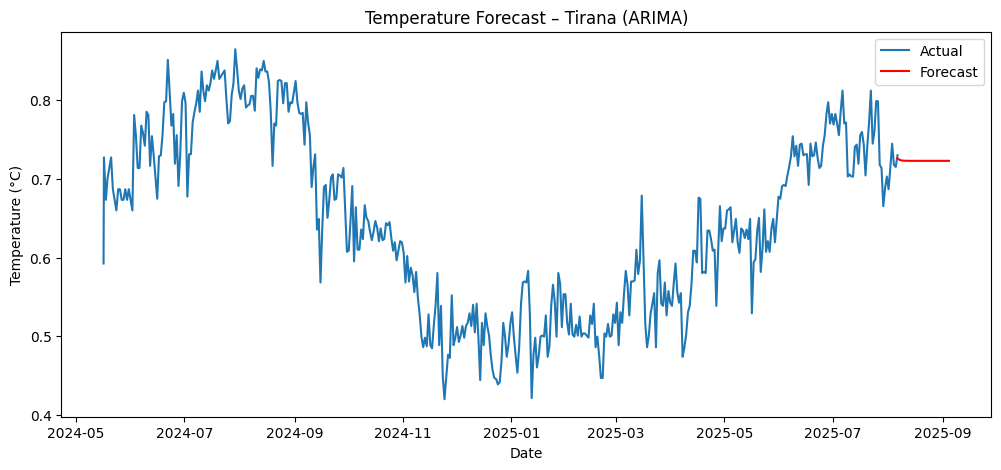 Temperature Forecast – Tirana (ARIMA)
Actual
Forecast
Temperature (°C)
0.8
0.7
0.6
0.5
0.4
2024-05
2024-07
2024-09
2024-11
2025-01
2025-03
2025-05
2025-07
2025-09
Date